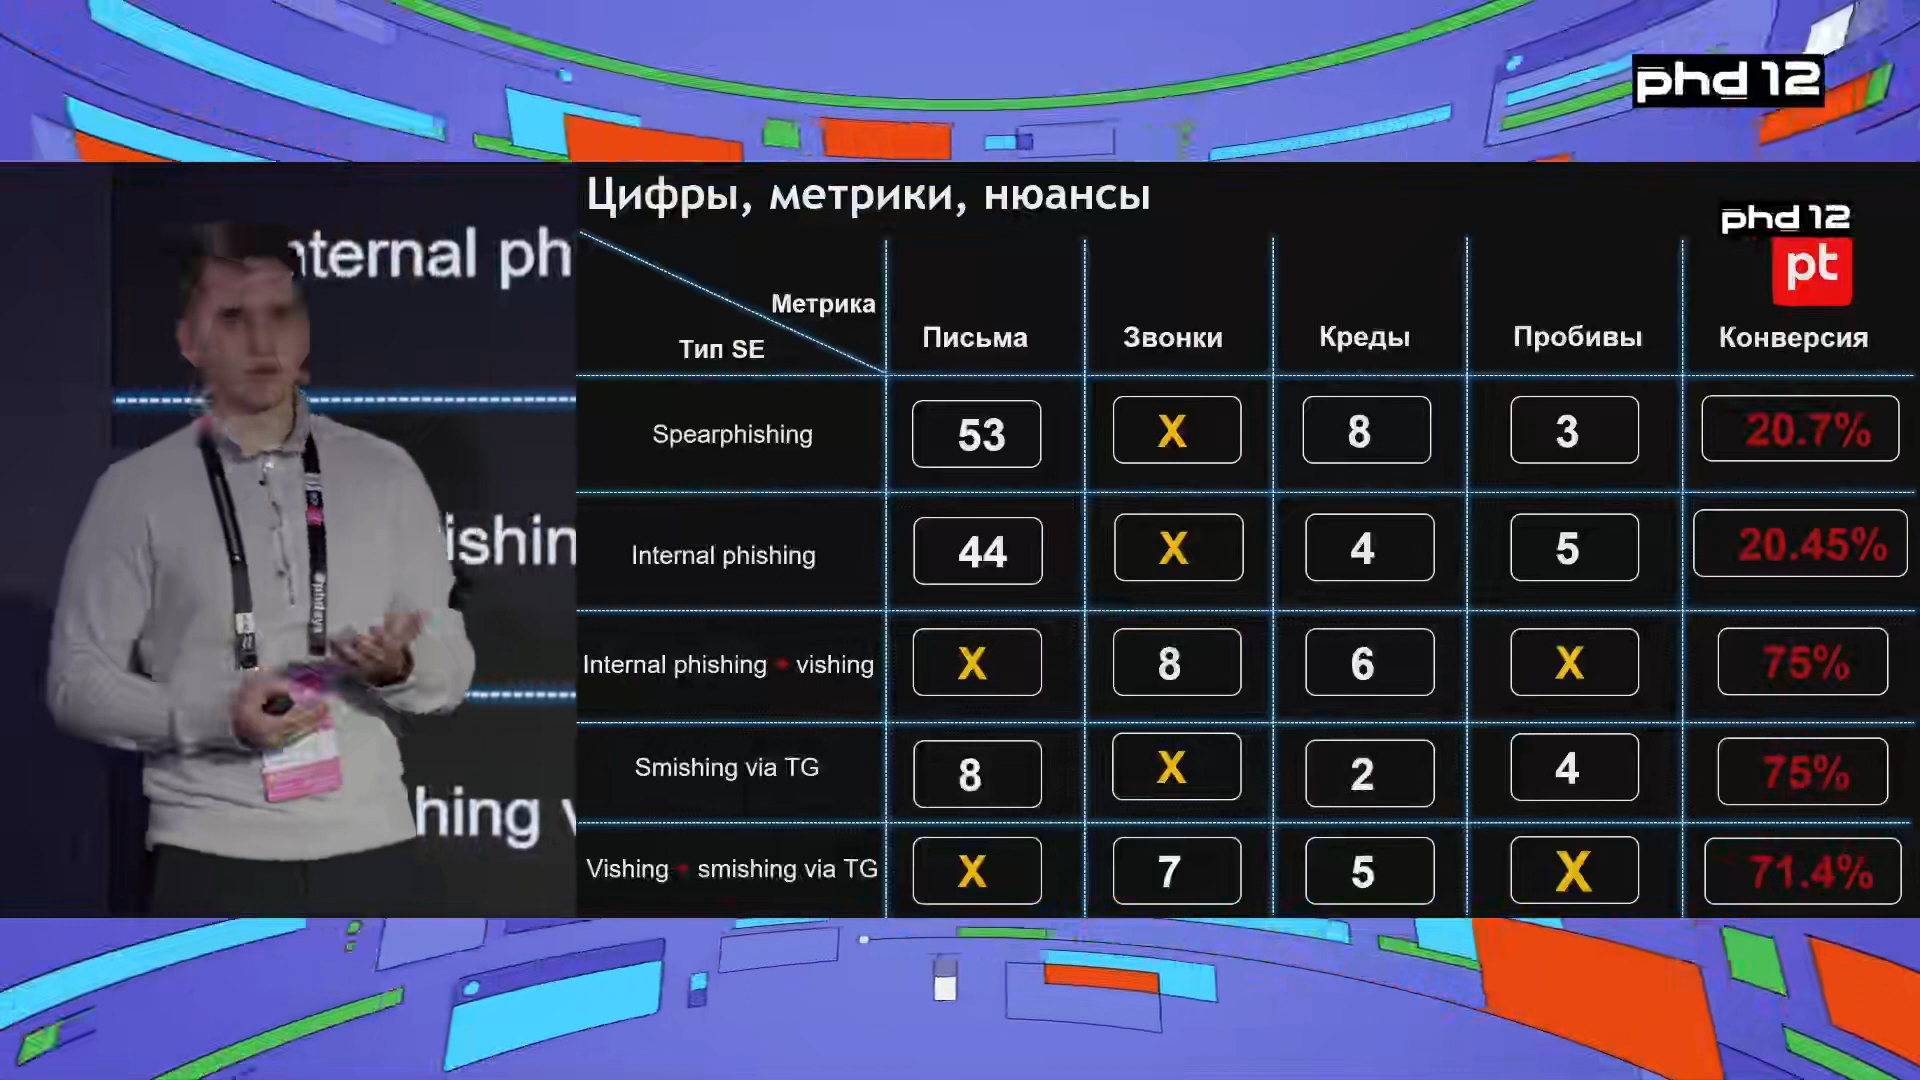 phd 12
Цифры, метрики, нюансы
phd 12
pt
Метрика
Тип SE
Письма
Звонки
Креды
Пробивы
Конверсия
Spearphishing
53
X
8
3
20.7%
Internal phishing
44
X
4
5
20.45%
Internal phishing + vishing
X
8
6
X
75%
Smishing via TG
8
X
2
4
75%
Vishing + smishing via TG
X
7
5
X
71.4%
nternal ph
ishin
hing v
#phdays